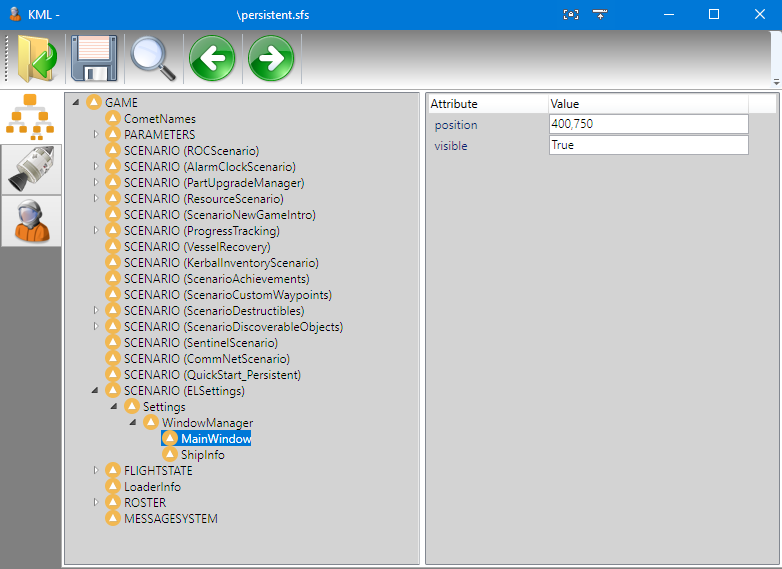 KML - \persistent.sfs
GAME
CometNames
PARAMETERS
SCENARIO (ROCScenario)
SCENARIO (AlarmClockScenario)
SCENARIO (PartUpgradeManager)
SCENARIO (ResourceScenario)
SCENARIO (ScenarioNewGameIntro)
SCENARIO (ProgressTracking)
SCENARIO (VesselRecovery)
SCENARIO (KerbalInventoryScenario)
SCENARIO (ScenarioAchievements)
SCENARIO (ScenarioCustomWaypoints)
SCENARIO (ScenarioDestructibles)
SCENARIO (ScenarioDiscoverableObjects)
SCENARIO (SentinelScenario)
SCENARIO (CommNetScenario)
SCENARIO (QuickStart_Persistent)
SCENARIO (ELSettings)
Settings
WindowManager
MainWindow
ShipInfo
FLIGHTSTATE
LoaderInfo
ROSTER
MESSAGESYSTEM
Attribute Value
position 400,750
visible True